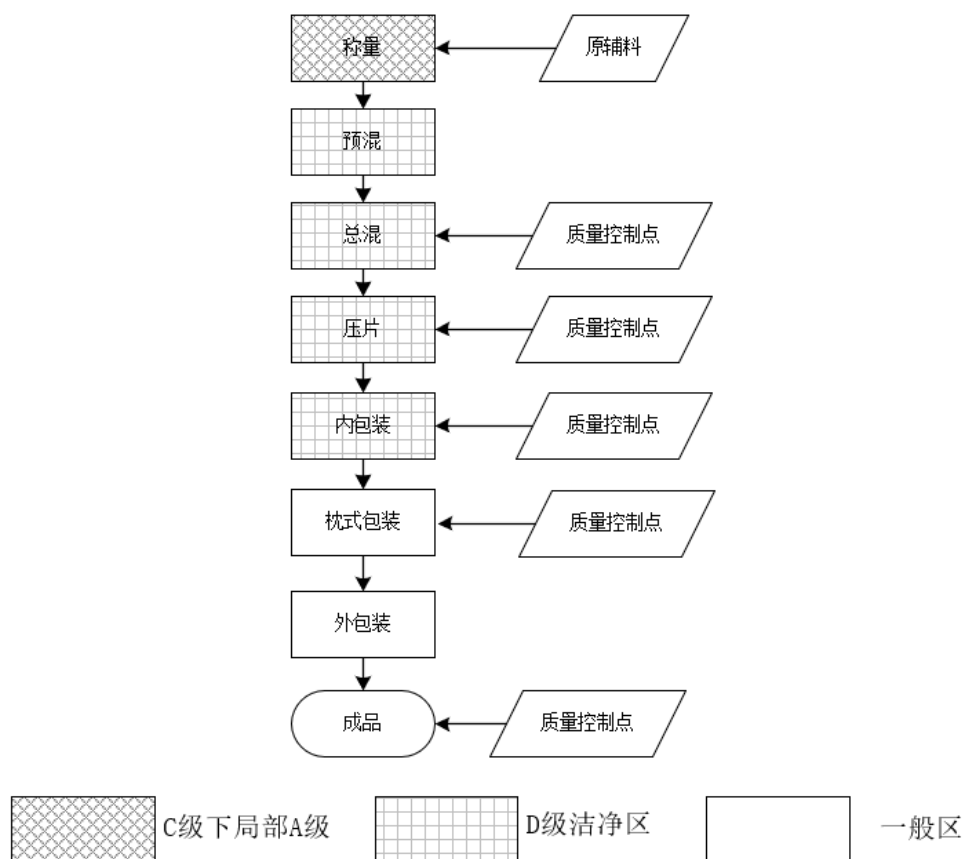 称量
原辅料
预混
总混
质量控制点
压片
质量控制点
内包装
质量控制点
枕式包装
质量控制点
外包装
成品
质量控制点
C级下局部A级
D级洁净区
一般区